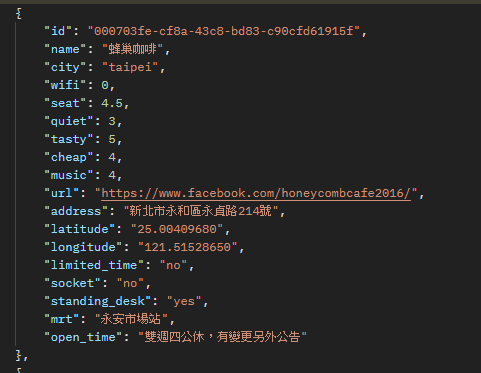 {
"id": "000703fe-cf8a-43c8-bd83-c90cfd61915f",
"name": "蜂巢咖啡",
"city": "taipei",
"wifi": 0,
"seat": 4.5,
"quiet": 3,
"tasty": 5,
"cheap": 4,
"music": 4,
"url": "https://www.facebook.com/honeycombcafe2016/",
"address": "新北市永和區永貞路214號",
"latitude": "25.00409680",
"longitude": "121.51528650",
"limited_time": "no",
"socket": "no",
"standing_desk": "yes",
"mrt": "永安市場站",
"open_time": "雙週四公休，有變更另外公告"
},